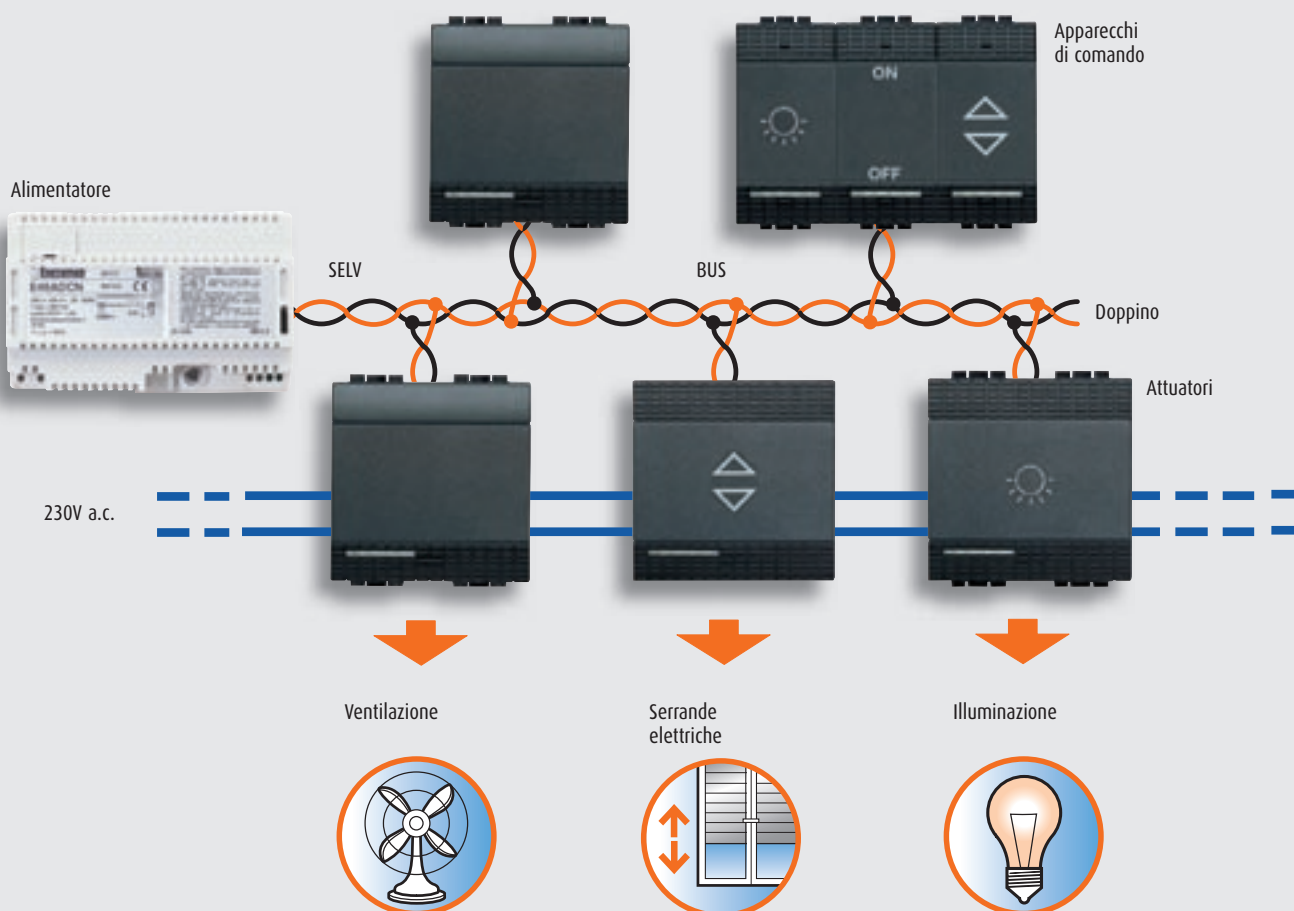 Apparecchi
di comando
ON
OFF
Alimentatore
SELV
BUS
Doppino
Attuatori
230V a.c.
Ventilazione
Serrande
elettriche
Illuminazione